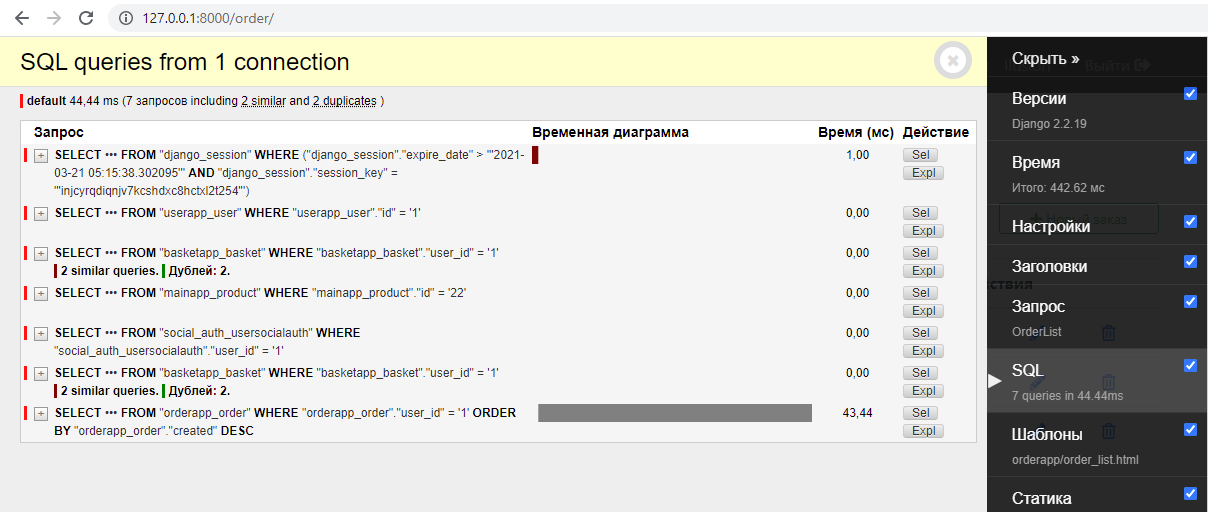 127.0.0.1:8000/order/
SQL queries from 1 connection
default 44,44 ms (7 запросов including 2 similar and 2 duplicates )
Запрос Временная диаграмма Время (мс) Действие
+ SELECT ••• FROM "django_session" WHERE ("django_session"."expire_date" > '''2021- 1,00 Sel
03-21 05:15:38.302095''' AND "django_session"."session_key" = Expl
'''injcyrqdiqnjv7kcshdxc8hctxl2t254''')
+ SELECT ••• FROM "userapp_user" WHERE "userapp_user"."id" = '1' 0,00 Sel
Expl
+ SELECT ••• FROM "basketapp_basket" WHERE "basketapp_basket"."user_id" = '1' 0,00 Sel
2 similar queries. Дублей: 2. Expl
+ SELECT ••• FROM "mainapp_product" WHERE "mainapp_product"."id" = '22' 0,00 Sel
Expl
+ SELECT ••• FROM "social_auth_usersocialauth" WHERE 0,00 Sel
"social_auth_usersocialauth"."user_id" = '1' Expl
+ SELECT ••• FROM "basketapp_basket" WHERE "basketapp_basket"."user_id" = '1' 0,00 Sel
2 similar queries. Дублей: 2. Expl
+ SELECT ••• FROM "orderapp_order" WHERE "orderapp_order"."user_id" = '1' ORDER 43,44 Sel
BY "orderapp_order"."created" DESC Expl
Скрыть »
Выйти
Версии
Django 2.2.19
Время
Итого: 442.62 мс
заказ
Настройки
Заголовки
Запрос
OrderList
SQL
7 queries in 44.44ms
Шаблоны
orderapp/order_list.html
Статика